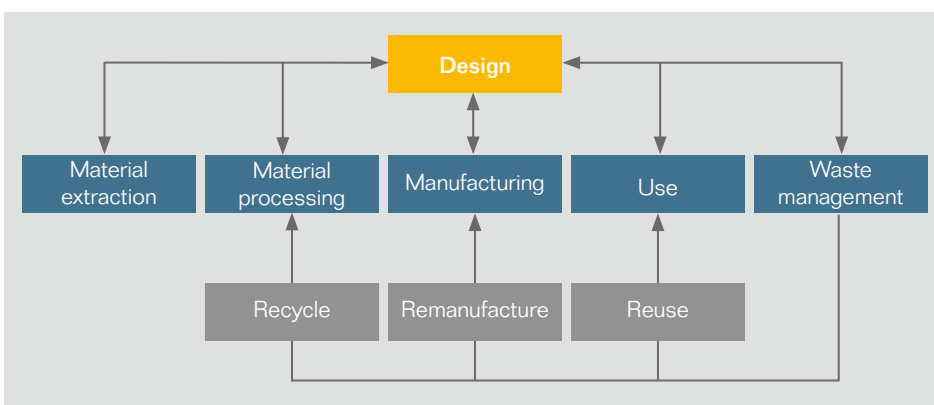 Design
Material
extraction
Material
processing
Manufacturing
Use
Waste
management
Recycle
Remanufacture
Reuse